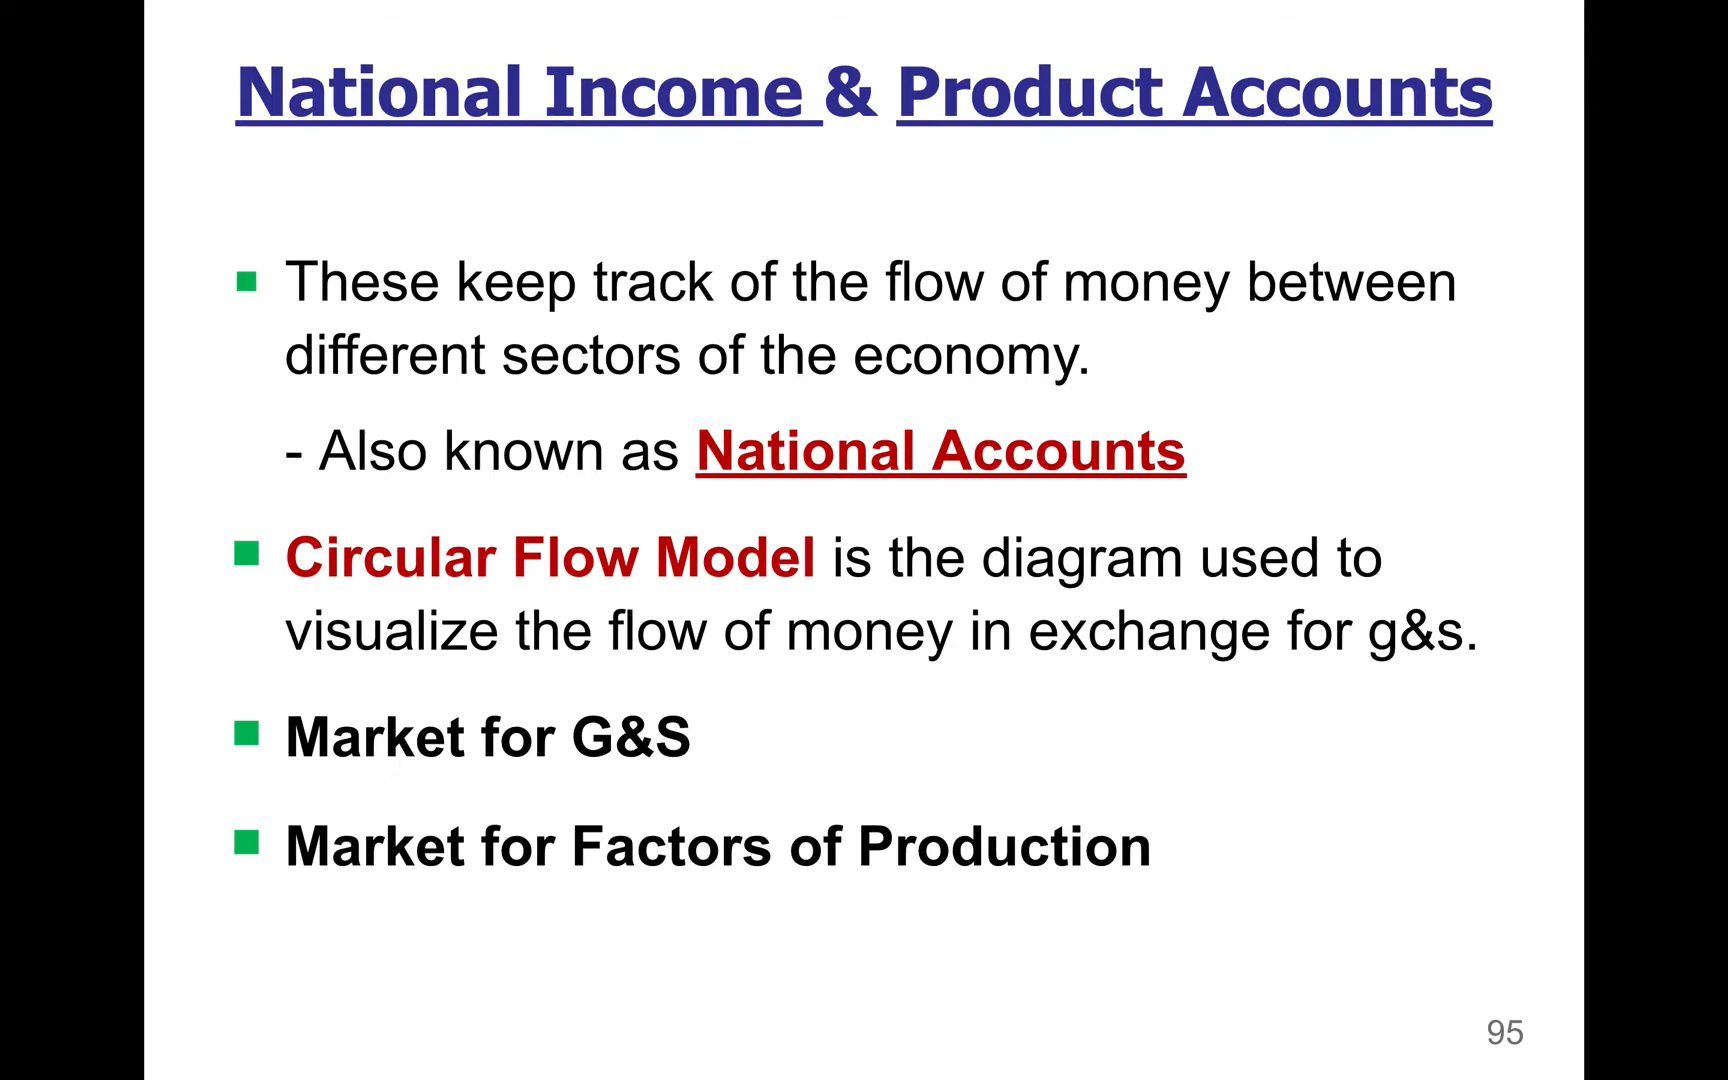 National Income & Product Accounts
These keep track of the flow of money between
different sectors of the economy.
- Also known as National Accounts
Circular Flow Model is the diagram used to
visualize the flow of money in exchange for g&s.
Market for G&S
Market for Factors of Production
95